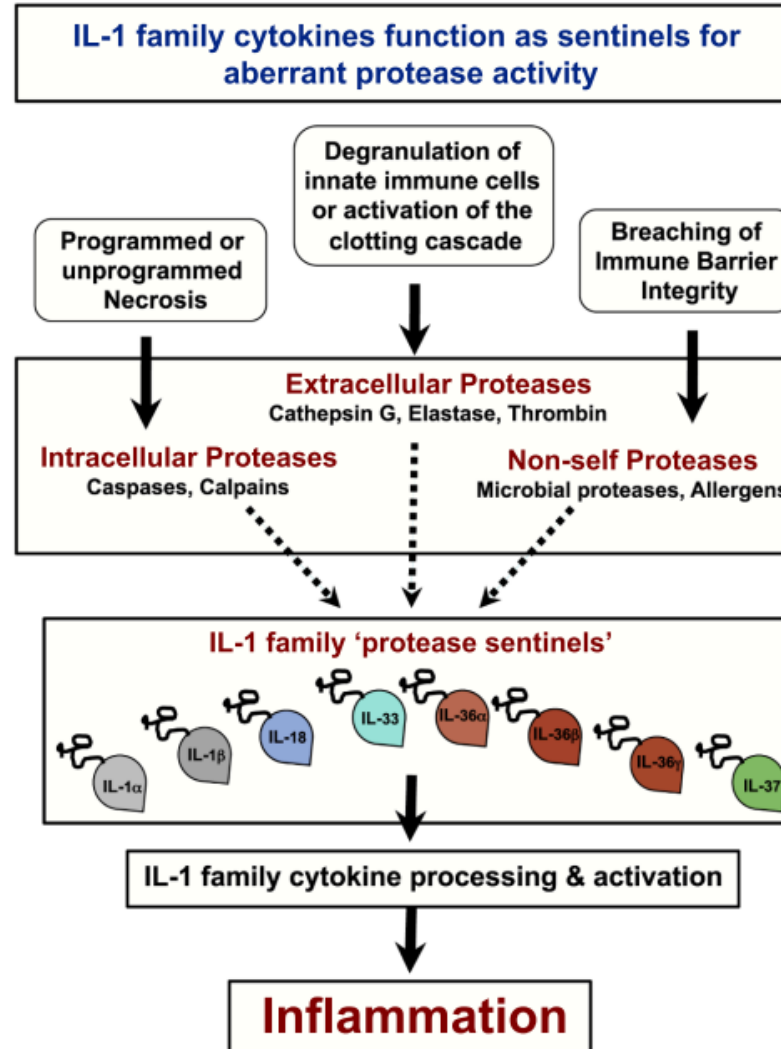 IL-1 family cytokines function as sentinels for
aberrant protease activity
Degranulation of
innate immune cells
or activation of the
clotting cascade
Programmed or
unprogrammed
Necrosis
Breaching of
Immune Barrier
Integrity
Extracellular Proteases
Cathepsin G, Elastase, Thrombin
Intracellular Proteases
Caspases, Calpains
Non-self Proteases
Microbial proteases, Allergens
IL-1 family ‘protease sentinels’
IL-1α
IL-1β
IL-18
IL-33
IL-36α
IL-36β
IL-36γ
IL-37
IL-1 family cytokine processing & activation
Inflammation